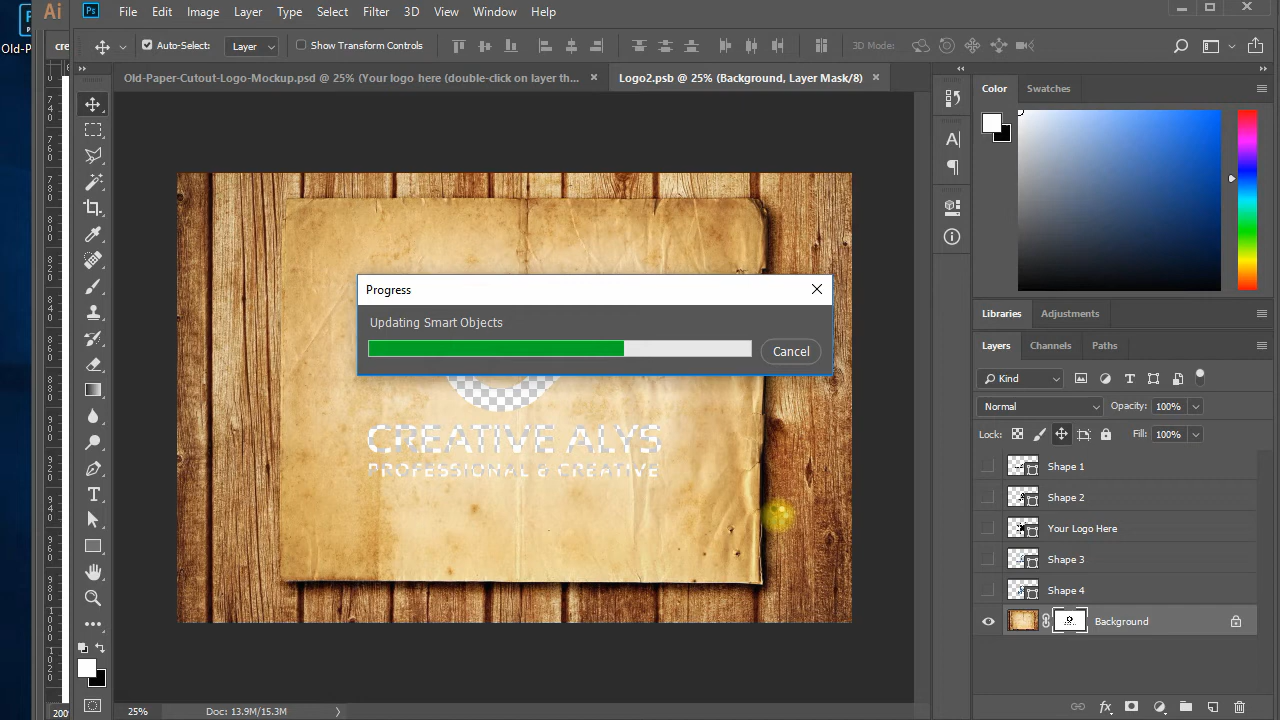 Ps File Edit Image Layer Type Select Filter 3D View Window Help
Auto-Select: Layer Show Transform Controls 3D Mode:
Old-Paper-Cutout-Logo-Mockup.psd @ 25% (Your logo here (double-click on layer th... × Logo2.psb @ 25% (Background, Layer Mask/8) ×
Ai
Old-P
cre
Progress
Updating Smart Objects
Cancel
CREATIVE ALYS
PROFESSIONAL & CREATIVE
25% Doc: 13.9M/15.3M
Color Swatches
Libraries Adjustments
Layers Channels Paths
Kind
Normal Opacity: 100%
Lock: Fill: 100%
Shape 1
Shape 2
Your Logo Here
Shape 3
Shape 4
Background